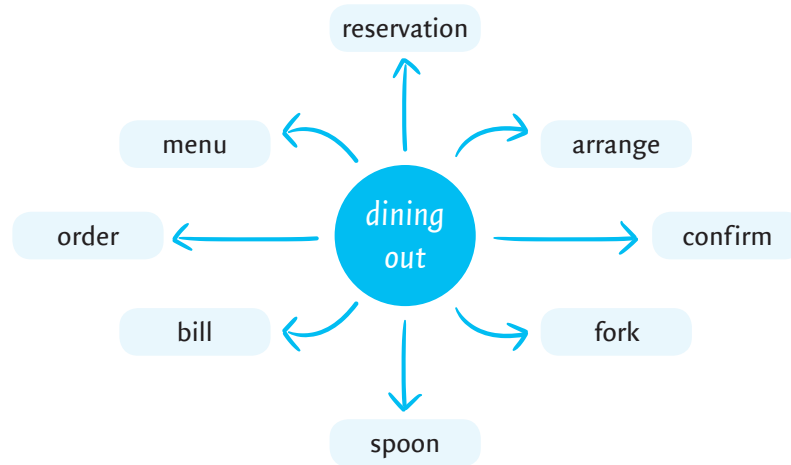 reservation
menu
arrange
dining
out
order
confirm
bill
fork
spoon